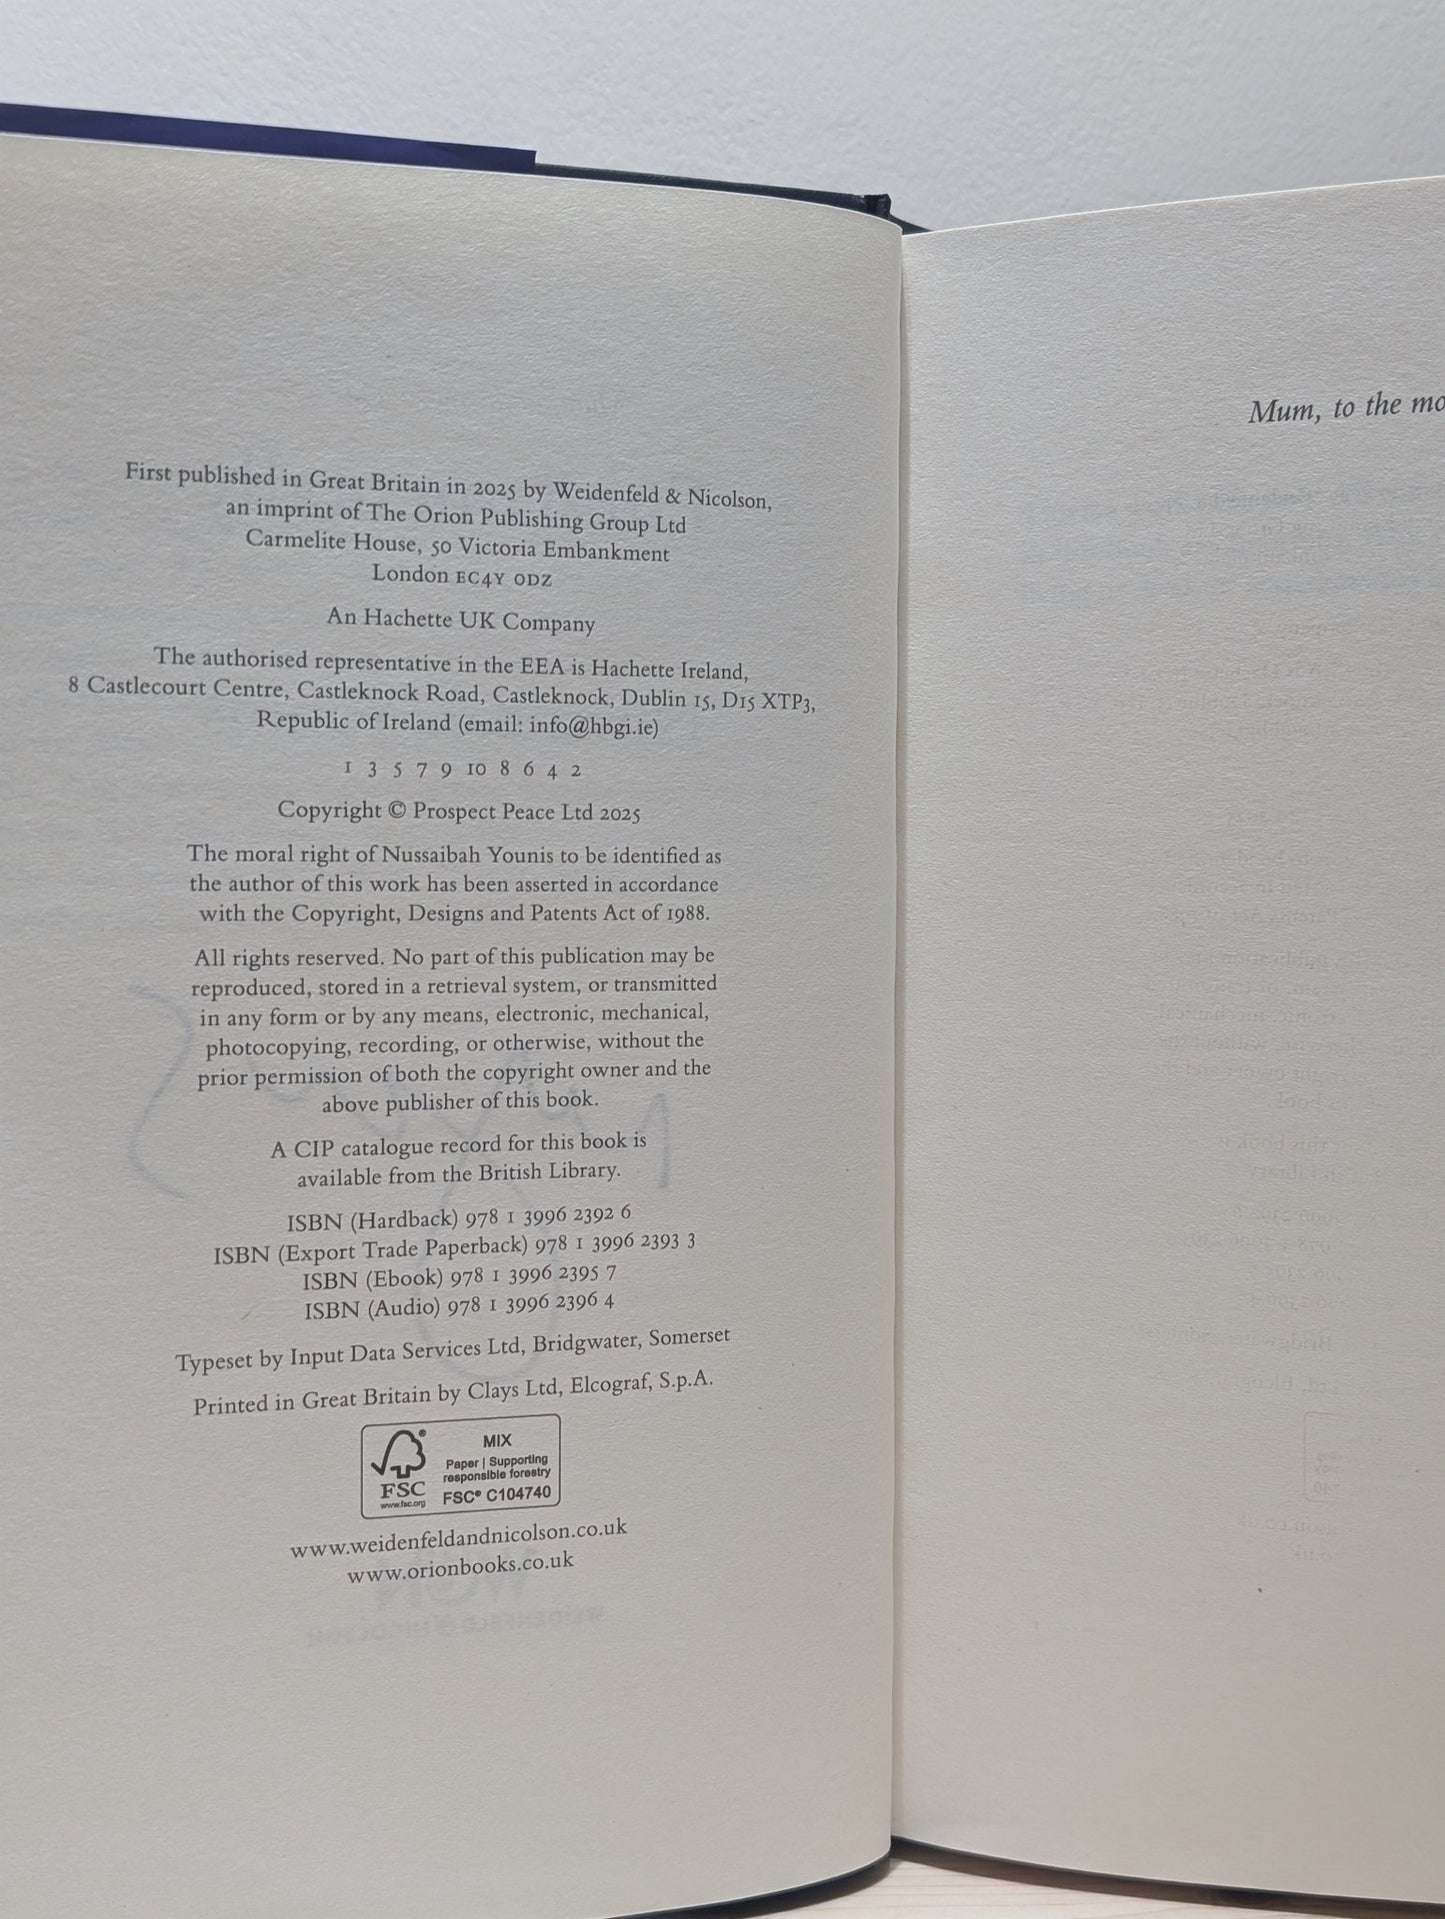 First published in Great Britain in 2025 by Weidenfeld & Nicolson,
an imprint of The Orion Publishing Group Ltd
Carmelite House, 50 Victoria Embankment
London EC4Y 0DZ
An Hachette UK Company
The authorised representative in the EEA is Hachette Ireland,
8 Castlecourt Centre, Castleknock Road, Castleknock, Dublin 15, D15 XTP3,
Republic of Ireland (email: info@hbgi.ie)
1 3 5 7 9 10 8 6 4 2
Copyright © Prospect Peace Ltd 2025
The moral right of Nussaibah Younis to be identified as
the author of this work has been asserted in accordance
with the Copyright, Designs and Patents Act of 1988.
All rights reserved. No part of this publication may be
reproduced, stored in a retrieval system, or transmitted
in any form or by any means, electronic, mechanical,
photocopying, recording, or otherwise, without the
prior permission of both the copyright owner and the
above publisher of this book.
A CIP catalogue record for this book is
available from the British Library.
ISBN (Hardback) 978 1 3996 2392 6
ISBN (Export Trade Paperback) 978 1 3996 2393 3
ISBN (Ebook) 978 1 3996 2395 7
ISBN (Audio) 978 1 3996 2396 4
Typeset by Input Data Services Ltd, Bridgwater, Somerset
Printed in Great Britain by Clays Ltd, Elcograf, S.p.A.
MIX
Paper | Supporting
responsible forestry
FSC® C104740
FSC
www.fsc.org
www.weidenfeldandnicolson.co.uk
www.orionbooks.co.uk
Mum, to the mo